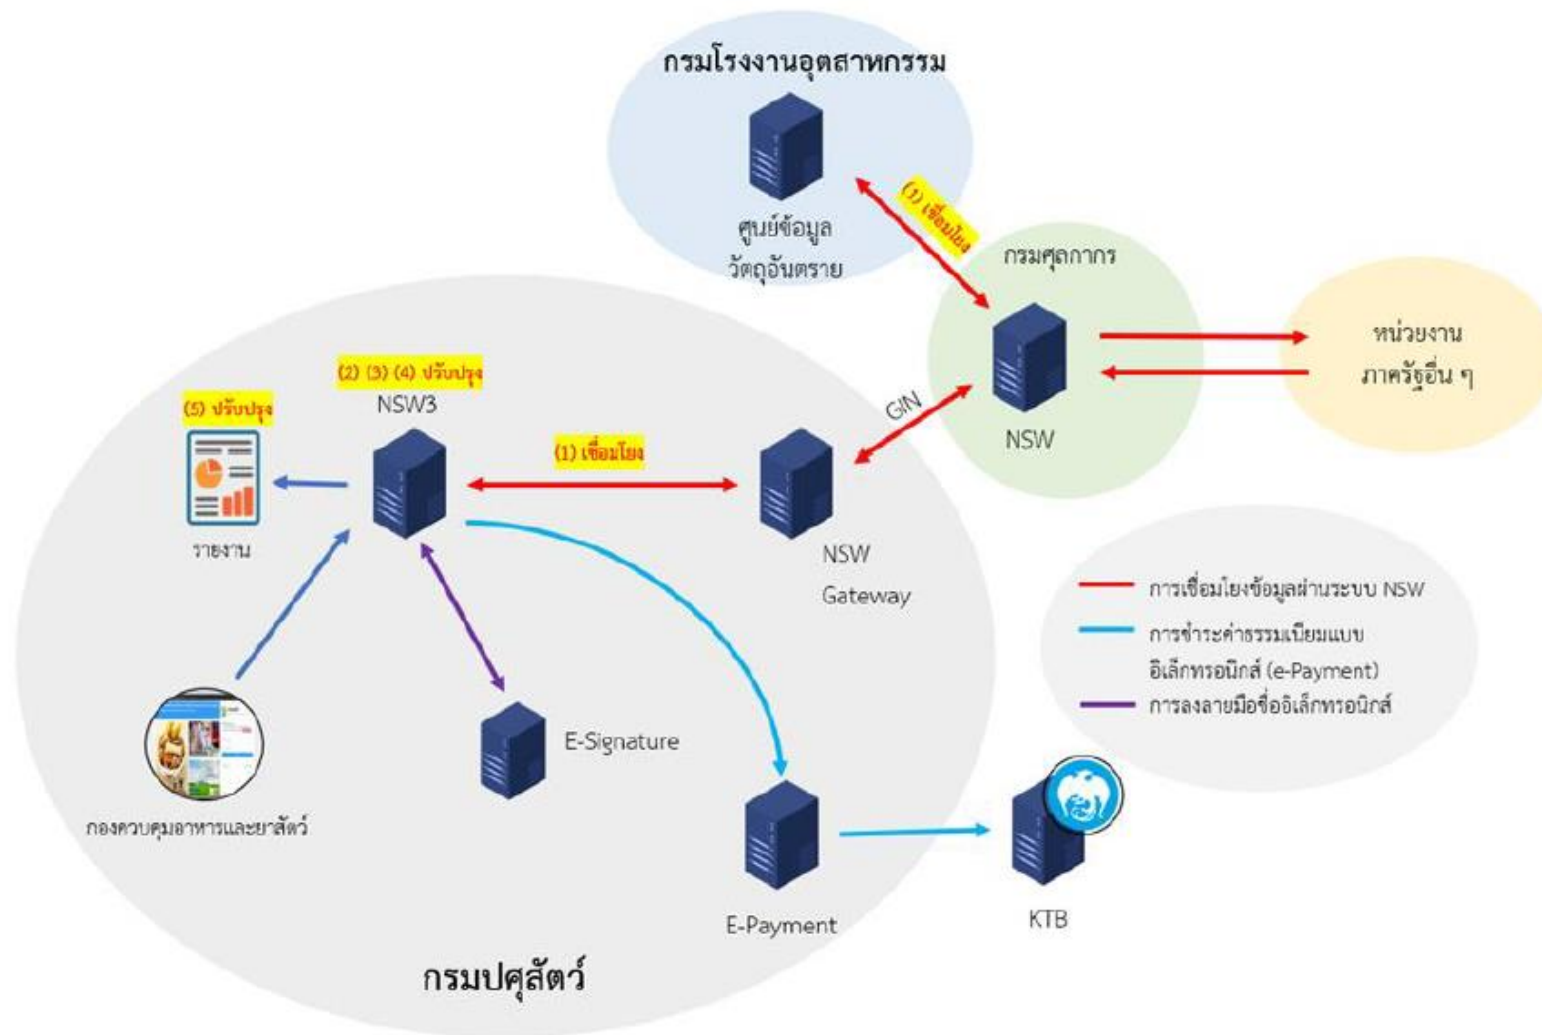 กรมโรงงานอุตสาหกรรม
ศูนย์ข้อมูล
วัตถุอันตราย
(1) เชื่อมโยง
กรมศุลกากร
NSW
หน่วยงาน
ภาครัฐอื่น ๆ
(2) (3) (4) ปรับปรุง
NSW3
(5) ปรับปรุง
รายงาน
(1) เชื่อมโยง
GIN
NSW
Gateway
การเชื่อมโยงข้อมูลผ่านระบบ NSW
การชำระค่าธรรมเนียมแบบ
อิเล็กทรอนิกส์ (e-Payment)
การลงลายมือชื่ออิเล็กทรอนิกส์
E-Signature
กองควบคุมอาหารและยาสัตว์
E-Payment
KTB
กรมปศุสัตว์